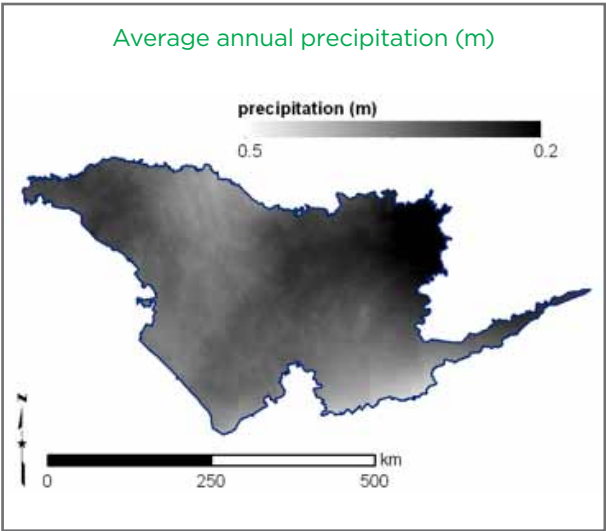 Average annual precipitation (m)
precipitation (m)
0.5 0.2
N
km
0 250 500